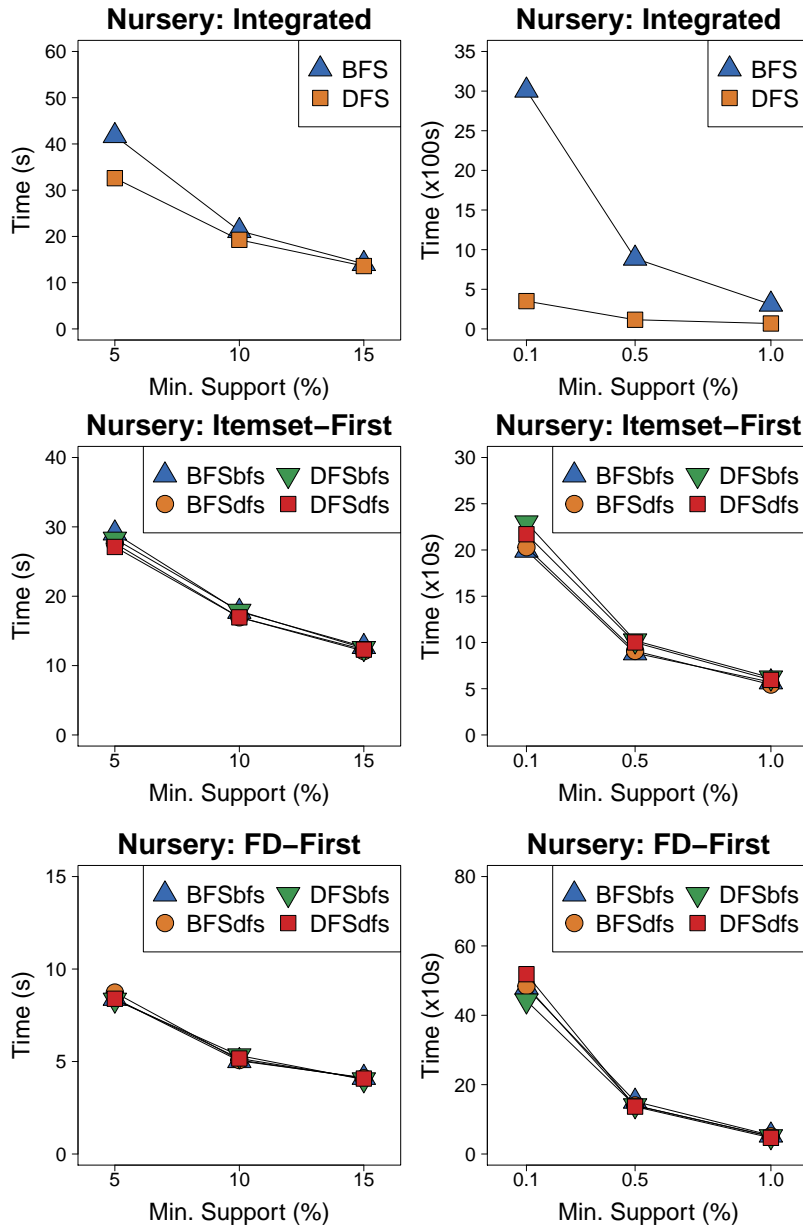 Nursery: Integrated
60
50
40
30
20
10
0
Time (s)
BFS
DFS
5 10 15
Min. Support (%)
Nursery: Integrated
35
30
25
20
15
10
5
0
Time (x100s)
BFS
DFS
0.1 0.5 1.0
Min. Support (%)
Nursery: Itemset−First
40
30
20
10
0
Time (s)
BFSbfs DFSbfs
BFSdfs DFSdfs
5 10 15
Min. Support (%)
Nursery: Itemset−First
30
25
20
15
10
5
0
Time (x10s)
BFSbfs DFSbfs
BFSdfs DFSdfs
0.1 0.5 1.0
Min. Support (%)
Nursery: FD−First
15
10
5
0
Time (s)
BFSbfs DFSbfs
BFSdfs DFSdfs
5 10 15
Min. Support (%)
Nursery: FD−First
80
60
40
20
0
Time (x10s)
BFSbfs DFSbfs
BFSdfs DFSdfs
0.1 0.5 1.0
Min. Support (%)